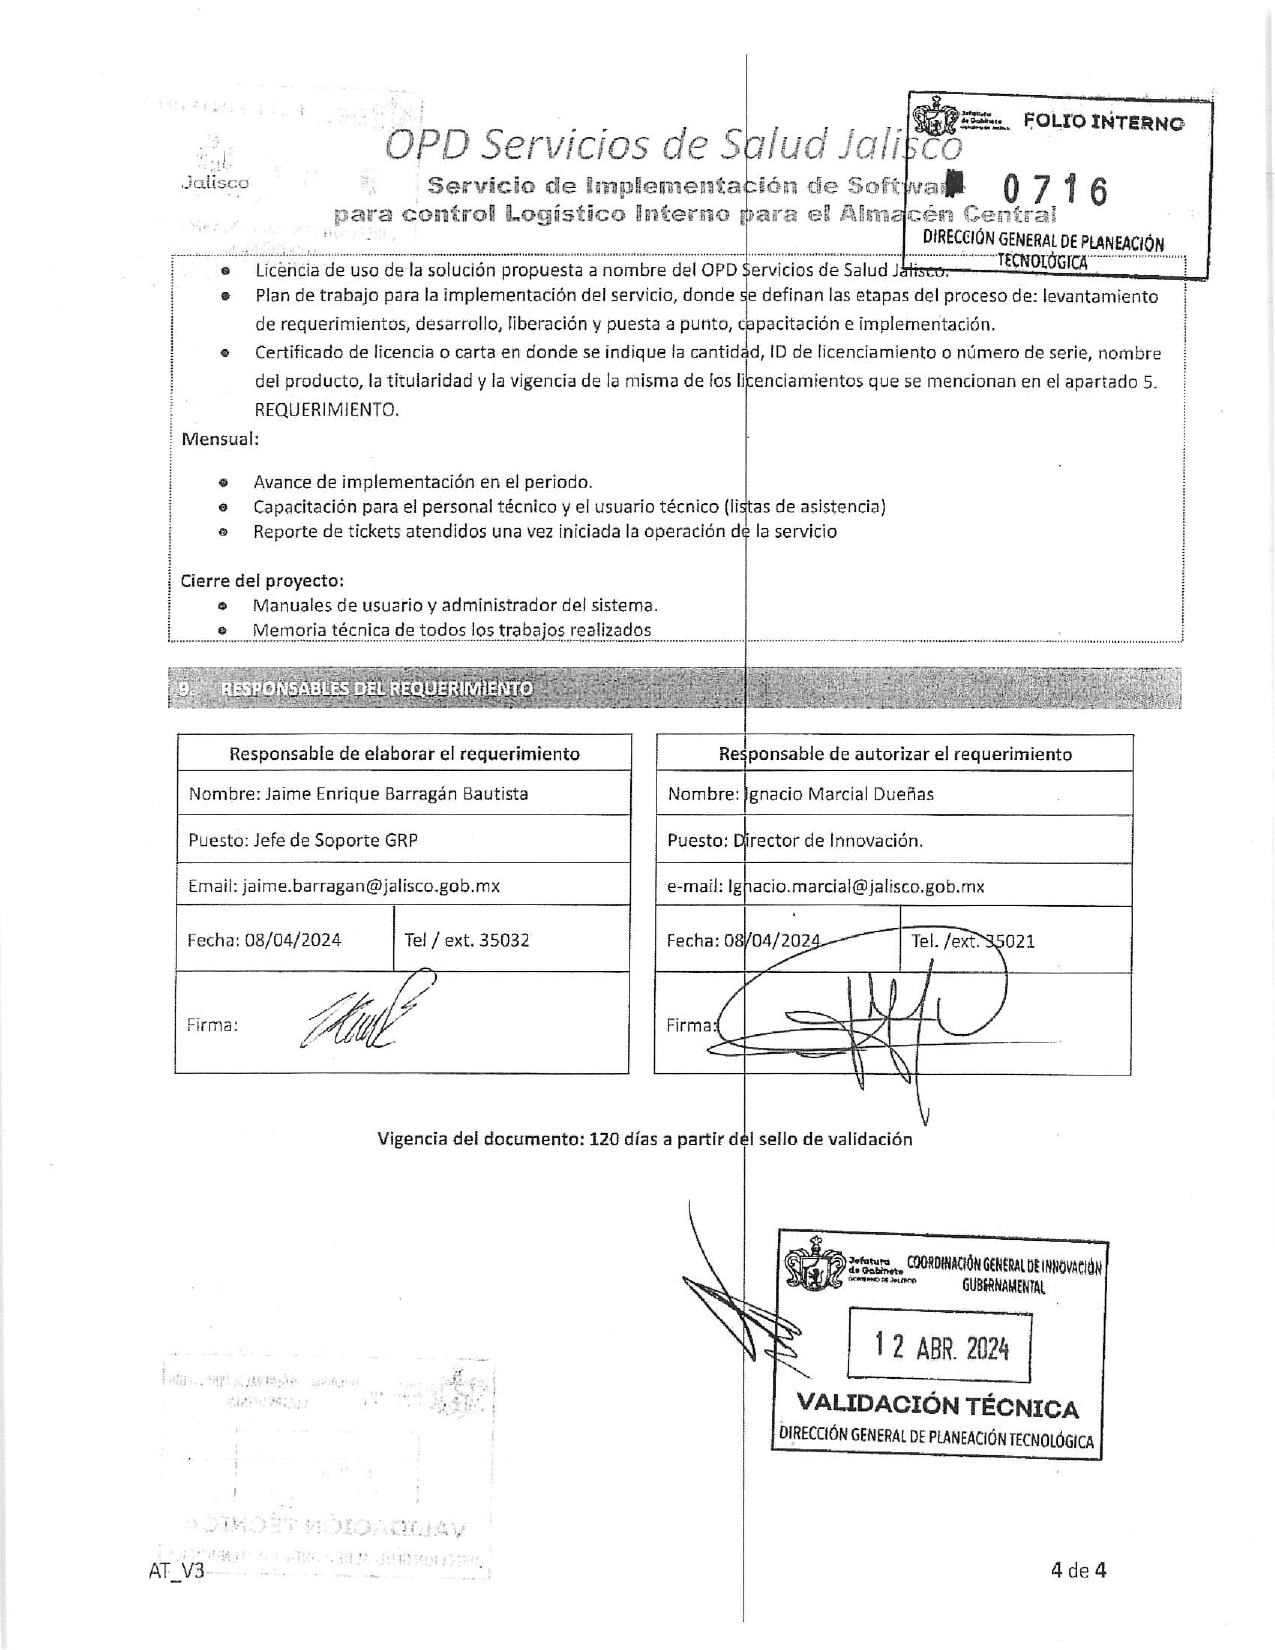 Jefatura
de Gabinete
FOLIO INTERNO
OPD Servicios de Salud Jalisco
Jalisco
Servicio de Implementación de Software
0716
para control Logístico Interno para el Almacén Central
DIRECCIÓN GENERAL DE PLANEACIÓN
TECNOLÓGICA
• Licencia de uso de la solución propuesta a nombre del OPD Servicios de Salud Jalisco.
• Plan de trabajo para la implementación del servicio, donde se definan las etapas del proceso de: levantamiento
de requerimientos, desarrollo, liberación y puesta a punto, capacitación e implementación.
• Certificado de licencia o carta en donde se indique la cantidad, ID de licenciamiento o número de serie, nombre
del producto, la titularidad y la vigencia de la misma de los licenciamientos que se mencionan en el apartado 5.
REQUERIMIENTO.
Mensual:
• Avance de implementación en el periodo.
• Capacitación para el personal técnico y el usuario técnico (listas de asistencia)
• Reporte de tickets atendidos una vez iniciada la operación de la servicio
Cierre del proyecto:
• Manuales de usuario y administrador del sistema.
• Memoria técnica de todos los trabajos realizados
9. RESPONSABLES DEL REQUERIMIENTO
Responsable de elaborar el requerimiento
Nombre: Jaime Enrique Barragán Bautista
Puesto: Jefe de Soporte GRP
Email: jaime.barragan@jalisco.gob.mx
Fecha: 08/04/2024 Tel / ext. 35032
Firma:
Responsable de autorizar el requerimiento
Nombre: Ignacio Marcial Dueñas
Puesto: Director de Innovación.
e-mail: Ignacio.marcial@jalisco.gob.mx
Fecha: 08/04/2024 Tel. /ext. 35021
Firma:
Vigencia del documento: 120 días a partir del sello de validación
Jefatura
de Gabinete
GOBIERNO DE JALISCO
COORDINACIÓN GENERAL DE INNOVACIÓN
GUBERNAMENTAL
12 ABR. 2024
VALIDACIÓN TÉCNICA
DIRECCIÓN GENERAL DE PLANEACIÓN TECNOLÓGICA
AT_V3
4 de 4